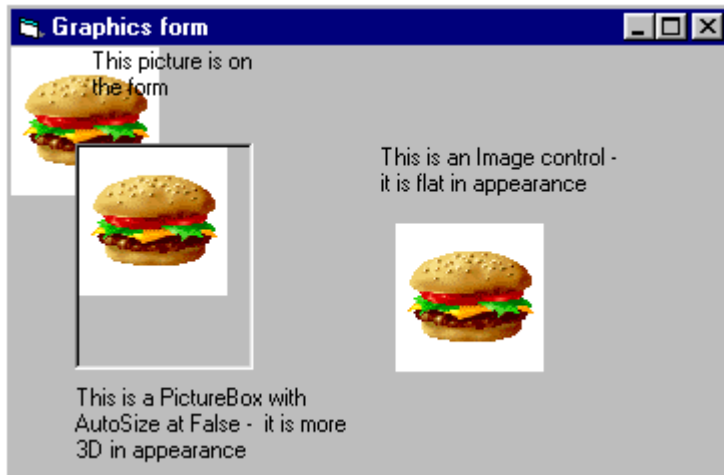 Graphics form
This picture is on
the form
This is an Image control -
it is flat in appearance
This is a PictureBox with
AutoSize at False - it is more
3D in appearance